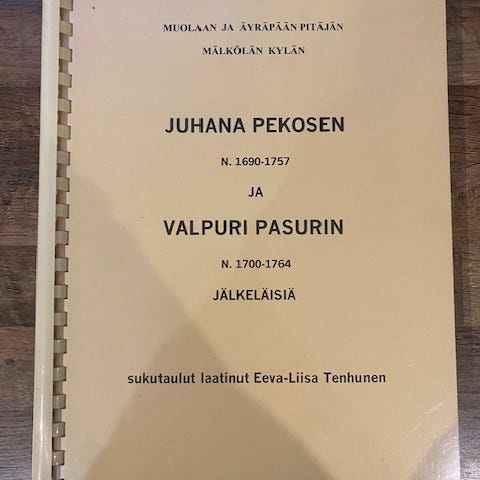 MUOLAAN JA ÄYRÄPÄÄN PITÄJÄN
MÄLKÖLÄN KYLÄN
JUHANA PEKOSEN
N. 1690-1757
JA
VALPURI PASURIN
N. 1700-1764
JÄLKELÄISIÄ
sukutaulut laatinut Eeva-Liisa Tenhunen